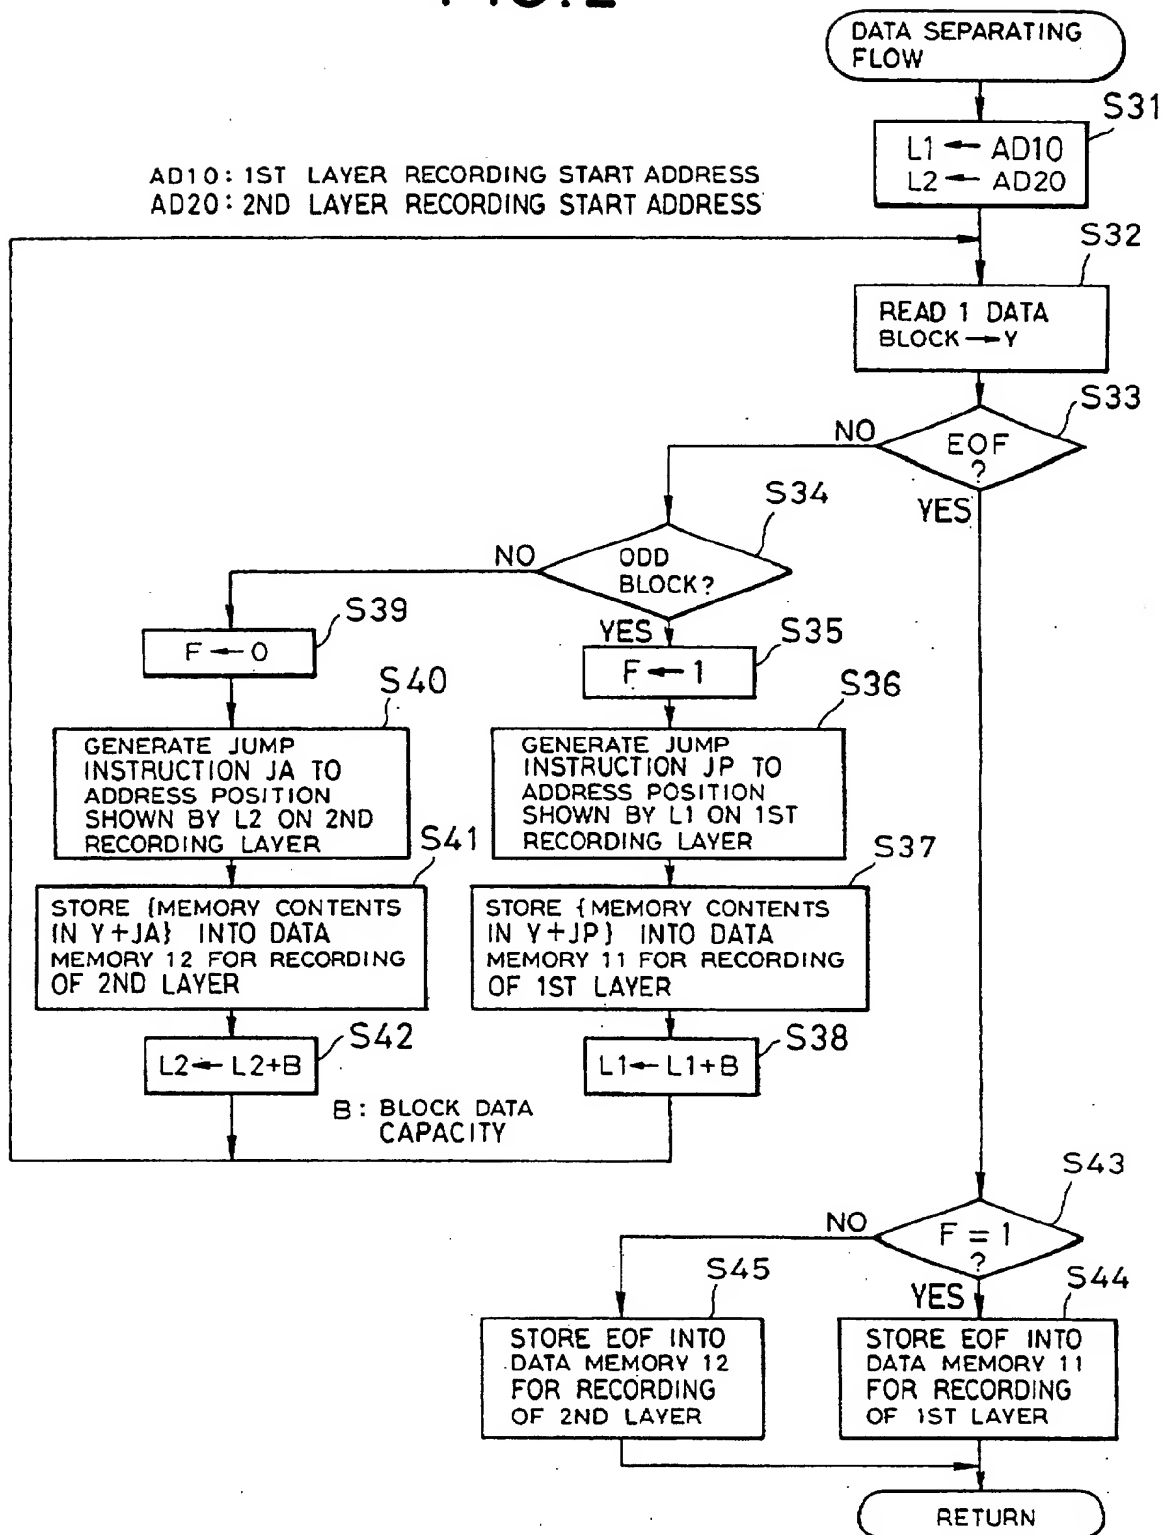 DATA SEPARATING
FLOW
S31
L1 ← AD10
L2 ← AD20
AD10: 1ST LAYER RECORDING START ADDRESS
AD20: 2ND LAYER RECORDING START ADDRESS
S32
READ 1 DATA
BLOCK → Y
S33
EOF
?
NO
YES
S34
ODD
BLOCK?
NO
YES
S39
F ← 0
S35
F ← 1
S40
GENERATE JUMP
INSTRUCTION JA TO
ADDRESS POSITION
SHOWN BY L2 ON 2ND
RECORDING LAYER
S36
GENERATE JUMP
INSTRUCTION JP TO
ADDRESS POSITION
SHOWN BY L1 ON 1ST
RECORDING LAYER
S41
STORE {MEMORY CONTENTS
IN Y+JA} INTO DATA
MEMORY 12 FOR RECORDING
OF 2ND LAYER
S37
STORE {MEMORY CONTENTS
IN Y+JP} INTO DATA
MEMORY 11 FOR RECORDING
OF 1ST LAYER
S42
L2 ← L2+B
S38
L1 ← L1+B
B: BLOCK DATA
CAPACITY
S43
F = 1
?
NO
YES
S45
STORE EOF INTO
DATA MEMORY 12
FOR RECORDING
OF 2ND LAYER
S44
STORE EOF INTO
DATA MEMORY 11
FOR RECORDING
OF 1ST LAYER
RETURN